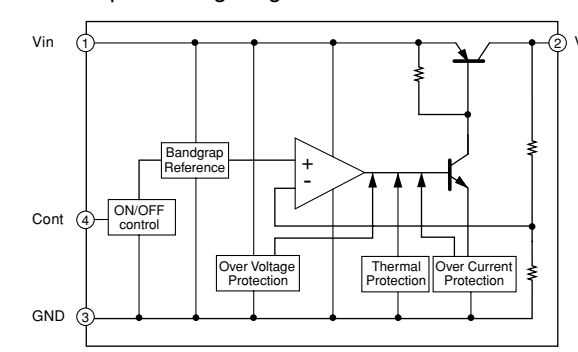 Vin 1
2 V
Bandgrap
Reference
+
-
Cont 4
ON/OFF
control
Over Voltage
Protection
Thermal
Protection
Over Current
Protection
GND 3